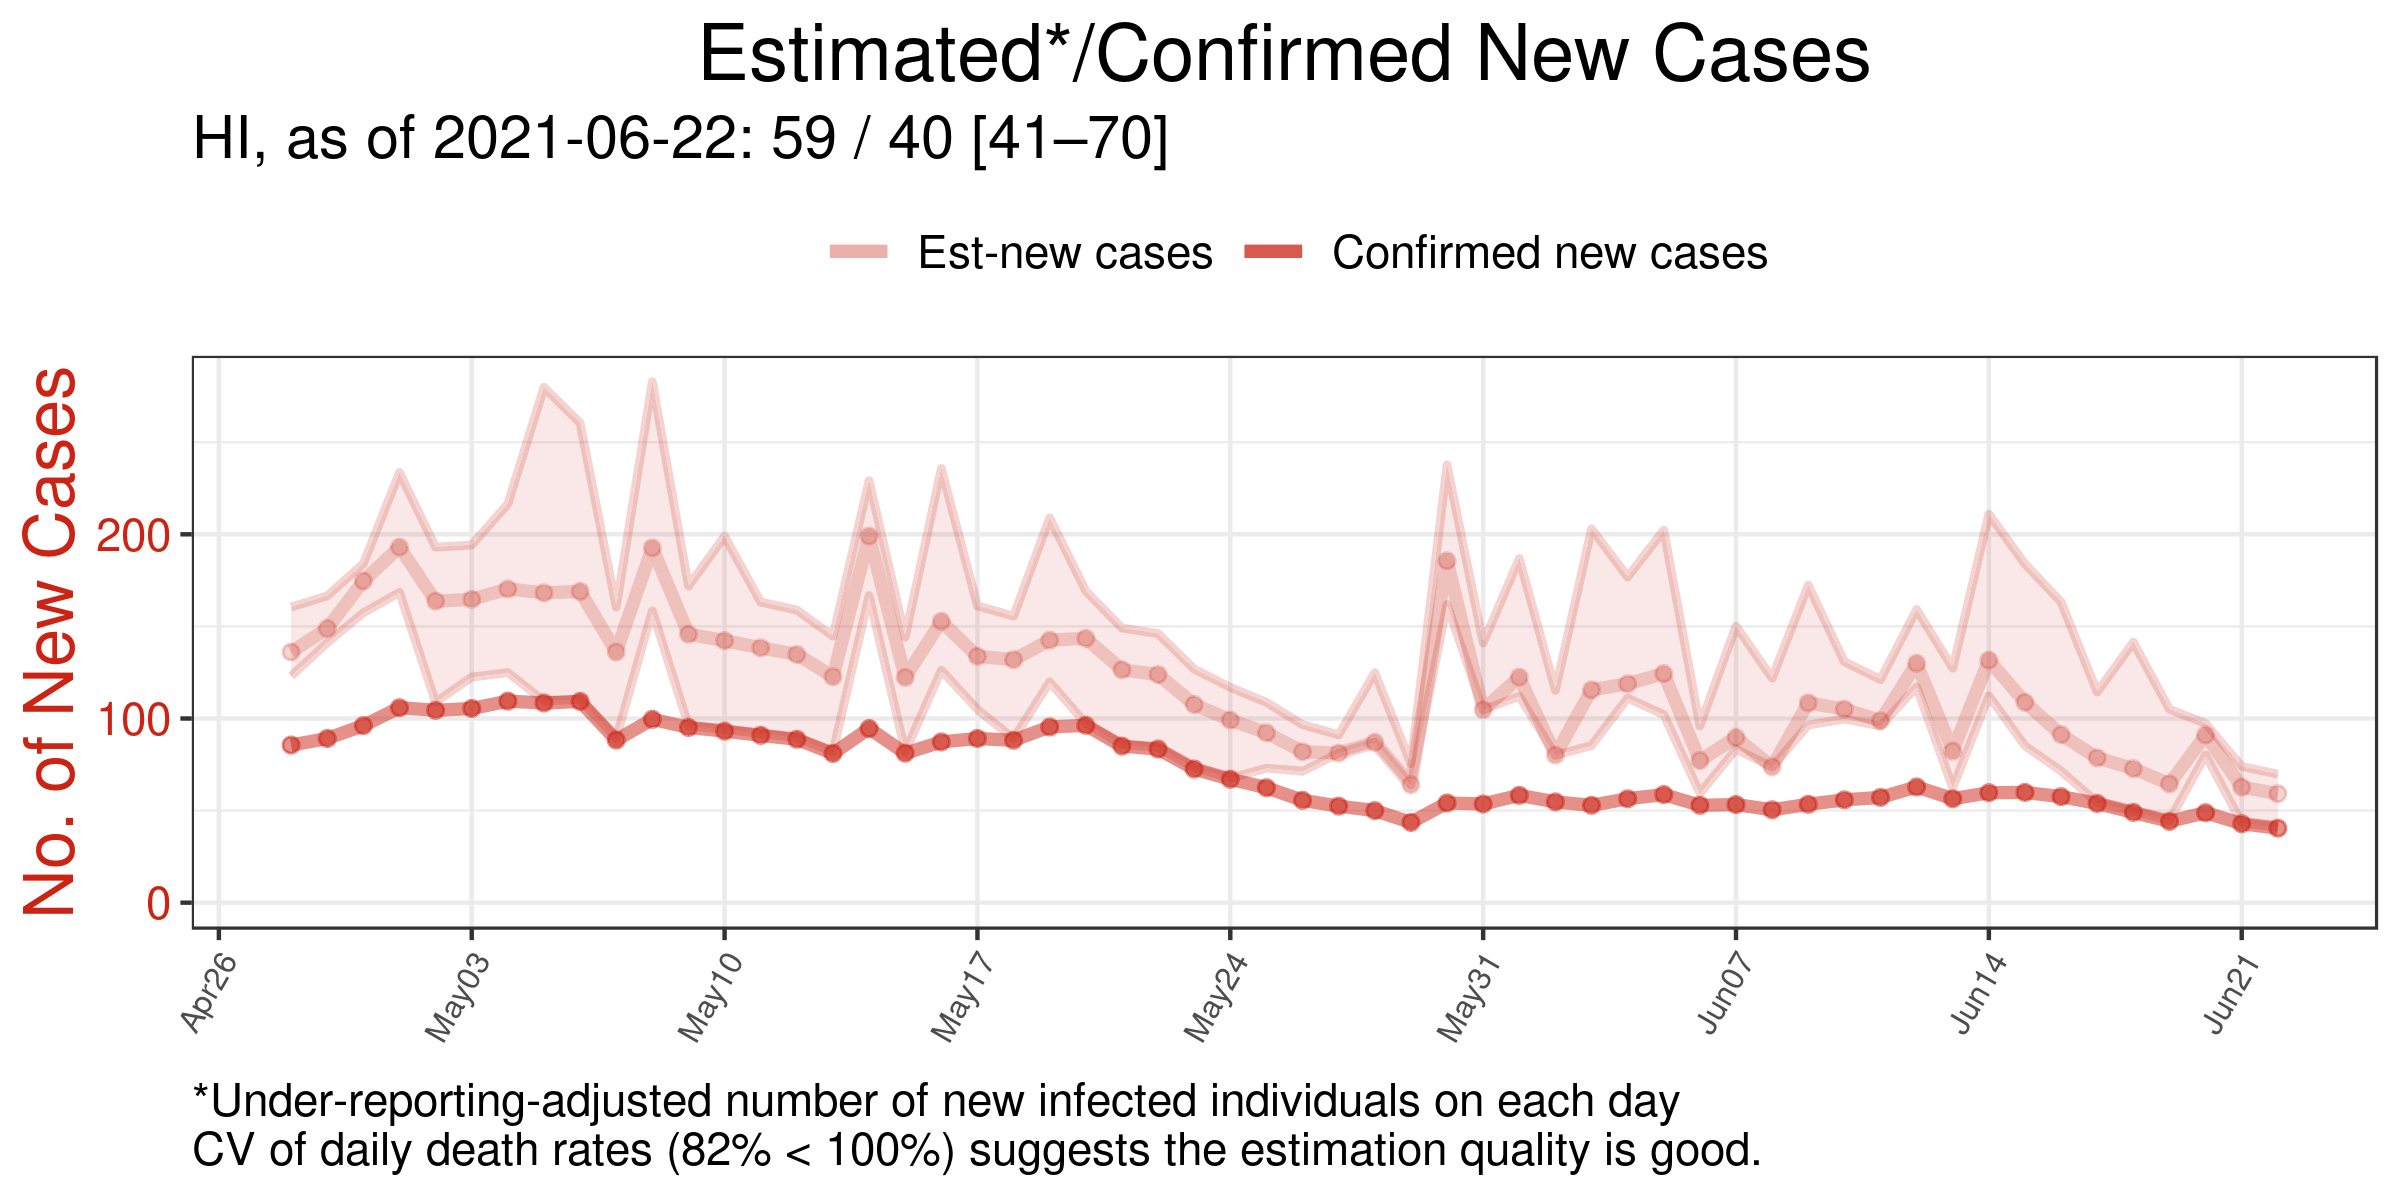 Estimated*/Confirmed New Cases
HI, as of 2021-06-22: 59 / 40 [41–70]
Est-new cases Confirmed new cases
No. of New Cases
200
100
0
Apr26 May03 May10 May17 May24 May31 Jun07 Jun14 Jun21
*Under-reporting-adjusted number of new infected individuals on each day
CV of daily death rates (82% < 100%) suggests the estimation quality is good.